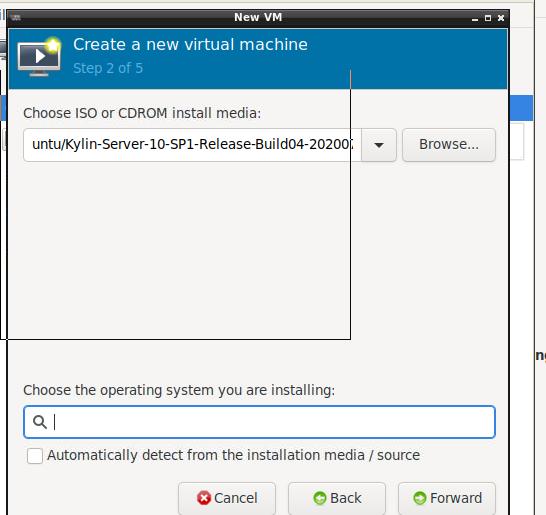 New VM
Create a new virtual machine
Step 2 of 5
Choose ISO or CDROM install media:
untu/Kylin-Server-10-SP1-Release-Build04-20200
Browse...
Choose the operating system you are installing:
Automatically detect from the installation media / source
Cancel
Back
Forward